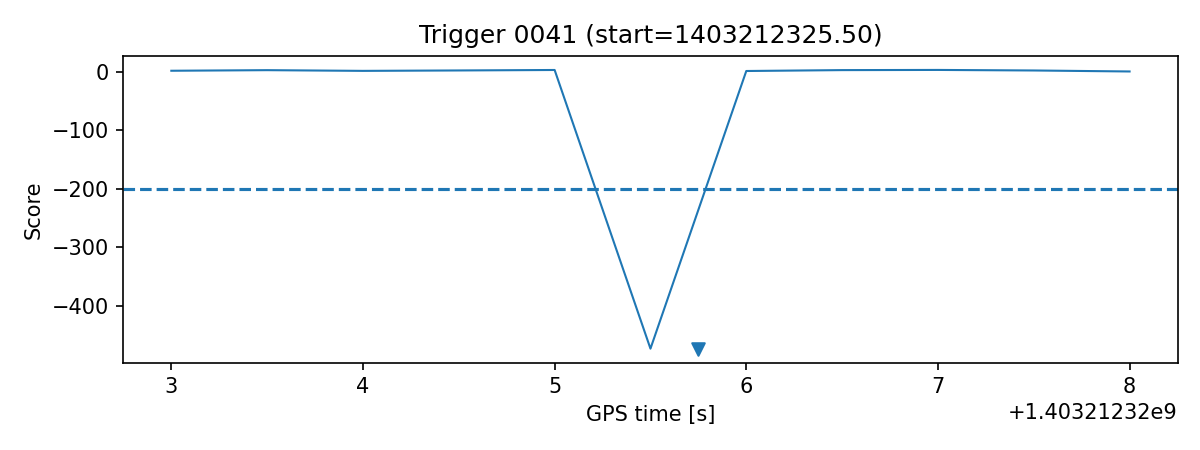 Trigger 0041 (start=1403212325.50)
0
−100
−200
−300
−400
Score
3 4 5 6 7 8
GPS time [s]
+1.40321232e9